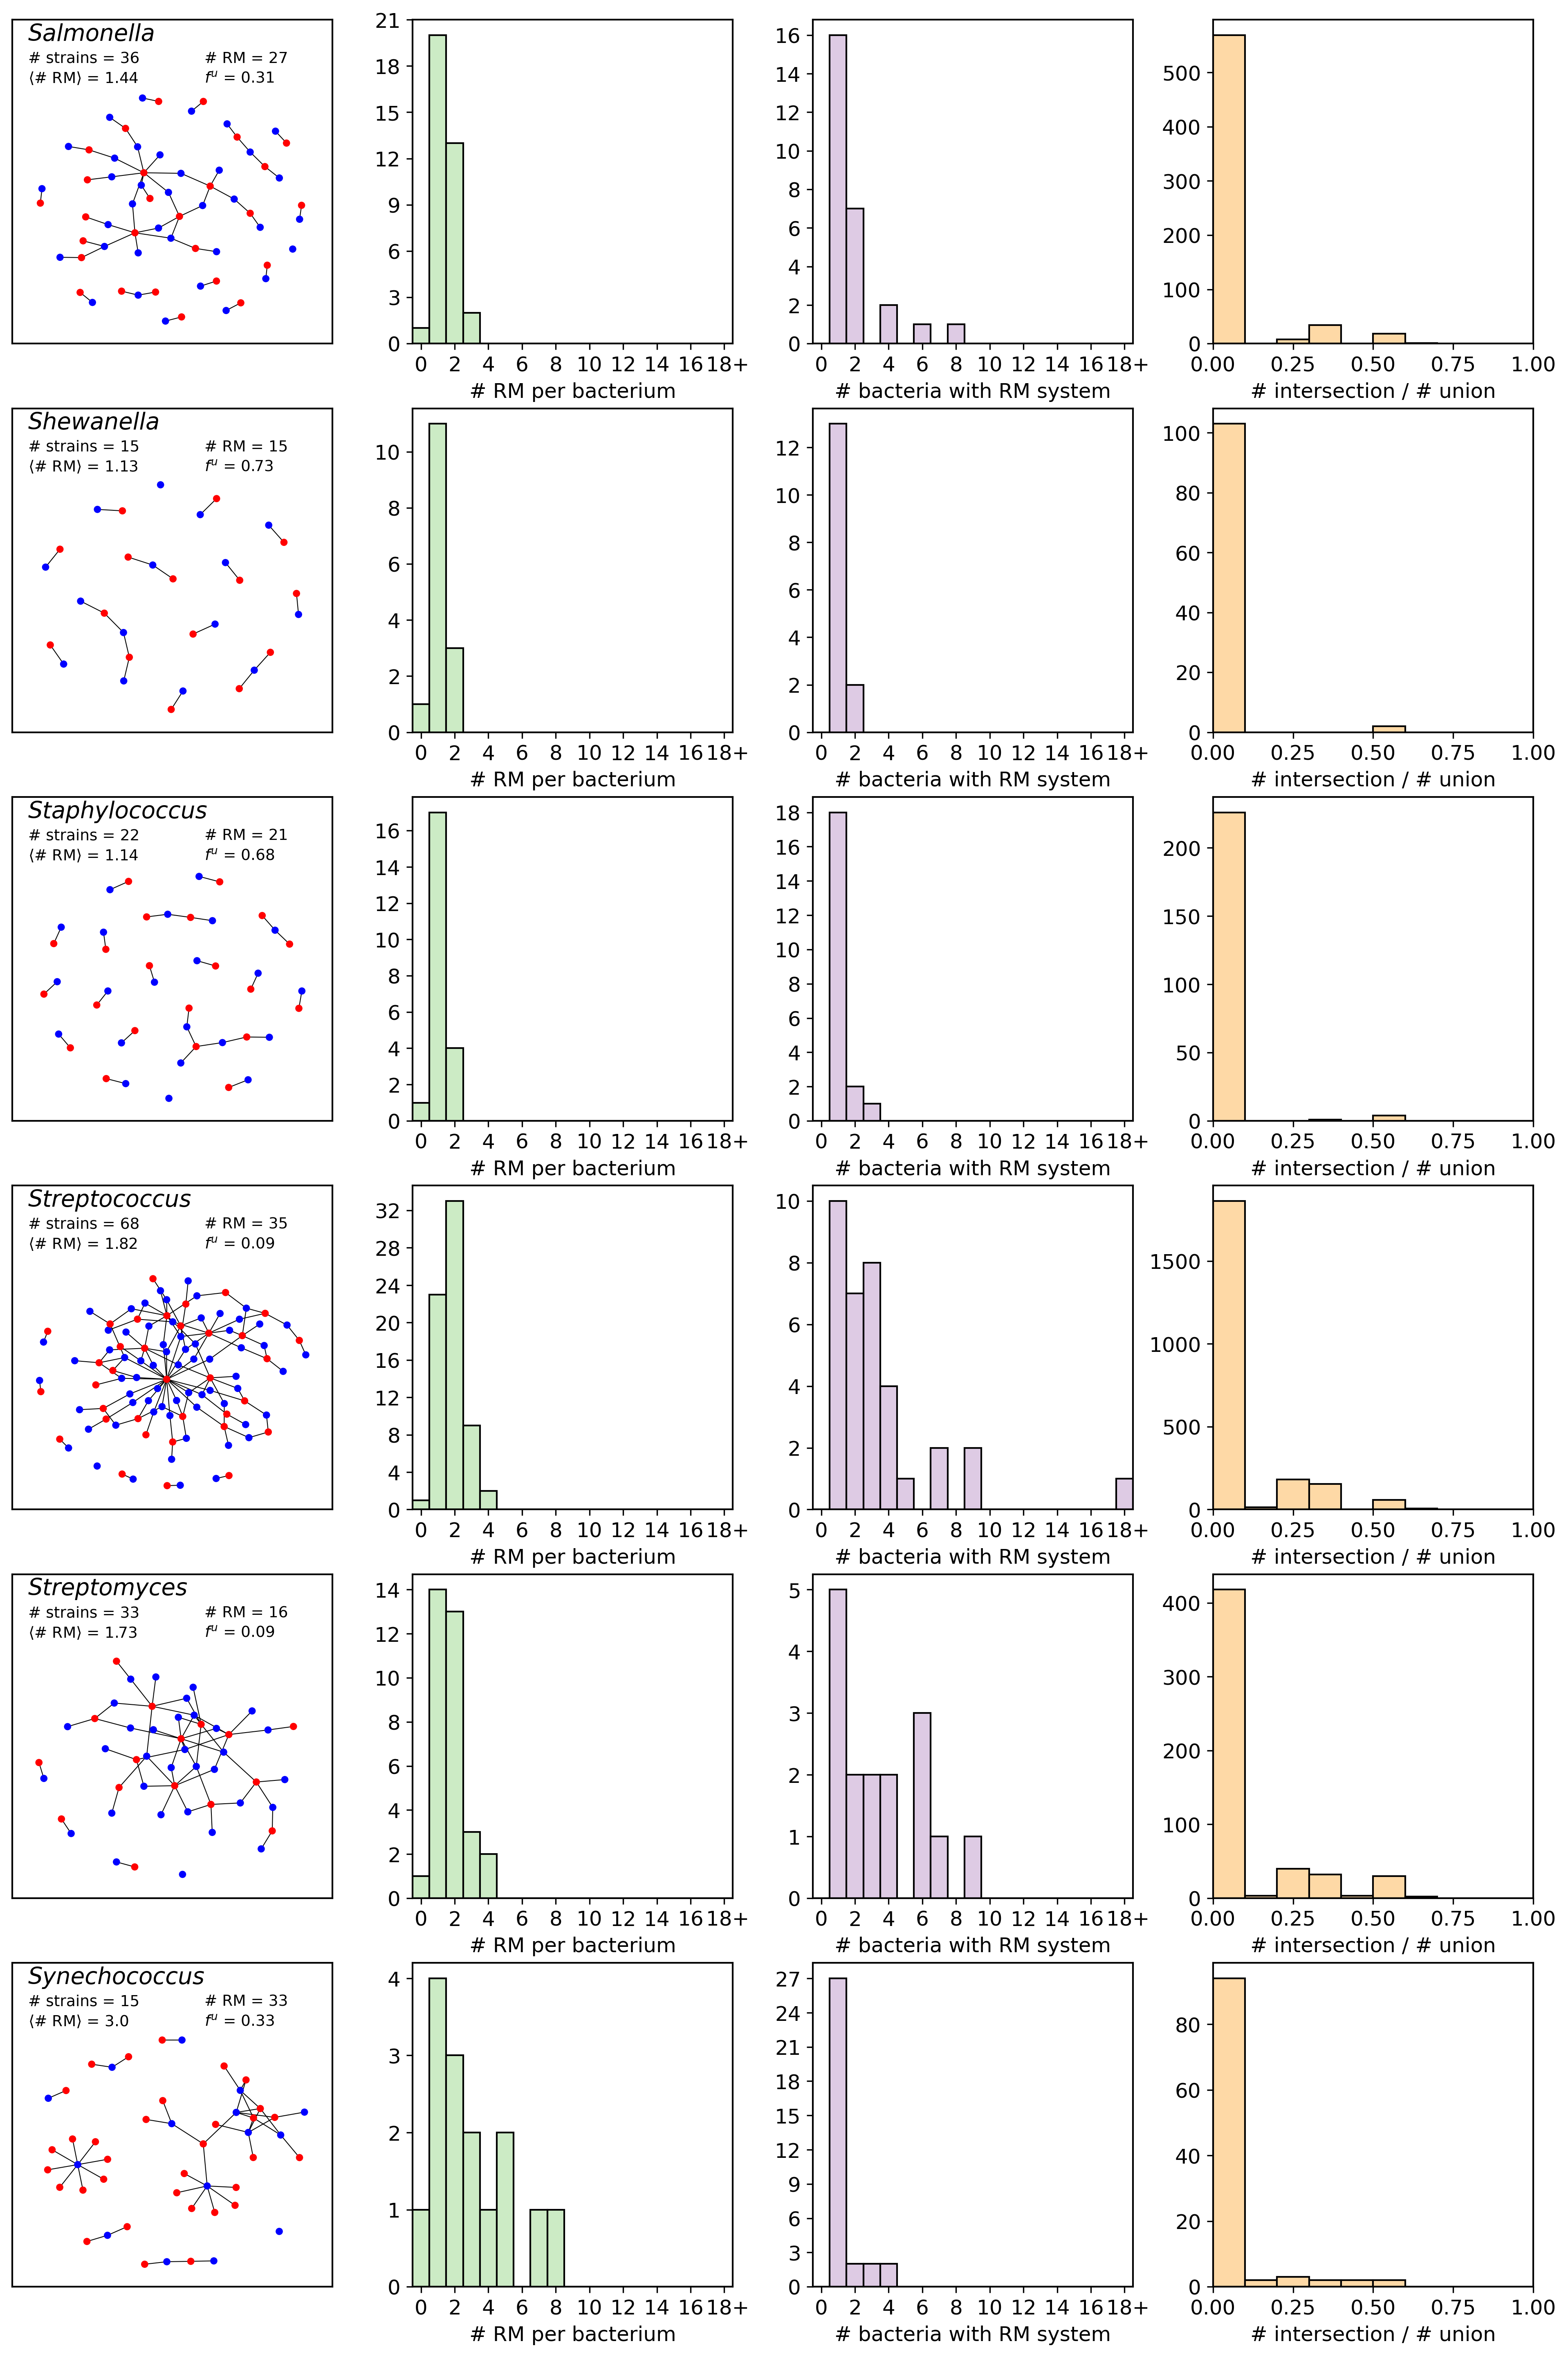 Salmonella
# strains = 36 # RM = 27
⟨# RM⟩ = 1.44 fᵘ = 0.31
21
18
15
12
9
6
3
0
0 2 4 6 8 10 12 14 16 18+
# RM per bacterium
16
14
12
10
8
6
4
2
0
0 2 4 6 8 10 12 14 16 18+
# bacteria with RM system
500
400
300
200
100
0
0.00 0.25 0.50 0.75 1.00
# intersection / # union
Shewanella
# strains = 15 # RM = 15
⟨# RM⟩ = 1.13 fᵘ = 0.73
10
8
6
4
2
0
0 2 4 6 8 10 12 14 16 18+
# RM per bacterium
12
10
8
6
4
2
0
0 2 4 6 8 10 12 14 16 18+
# bacteria with RM system
100
80
60
40
20
0
0.00 0.25 0.50 0.75 1.00
# intersection / # union
Staphylococcus
# strains = 22 # RM = 21
⟨# RM⟩ = 1.14 fᵘ = 0.68
16
14
12
10
8
6
4
2
0
0 2 4 6 8 10 12 14 16 18+
# RM per bacterium
18
16
14
12
10
8
6
4
2
0
0 2 4 6 8 10 12 14 16 18+
# bacteria with RM system
200
150
100
50
0
0.00 0.25 0.50 0.75 1.00
# intersection / # union
Streptococcus
# strains = 68 # RM = 35
⟨# RM⟩ = 1.82 fᵘ = 0.09
32
28
24
20
16
12
8
4
0
0 2 4 6 8 10 12 14 16 18+
# RM per bacterium
10
8
6
4
2
0
0 2 4 6 8 10 12 14 16 18+
# bacteria with RM system
1500
1000
500
0
0.00 0.25 0.50 0.75 1.00
# intersection / # union
Streptomyces
# strains = 33 # RM = 16
⟨# RM⟩ = 1.73 fᵘ = 0.09
14
12
10
8
6
4
2
0
0 2 4 6 8 10 12 14 16 18+
# RM per bacterium
5
4
3
2
1
0
0 2 4 6 8 10 12 14 16 18+
# bacteria with RM system
400
300
200
100
0
0.00 0.25 0.50 0.75 1.00
# intersection / # union
Synechococcus
# strains = 15 # RM = 33
⟨# RM⟩ = 3.0 fᵘ = 0.33
4
3
2
1
0
0 2 4 6 8 10 12 14 16 18+
# RM per bacterium
27
24
21
18
15
12
9
6
3
0
0 2 4 6 8 10 12 14 16 18+
# bacteria with RM system
80
60
40
20
0
0.00 0.25 0.50 0.75 1.00
# intersection / # union